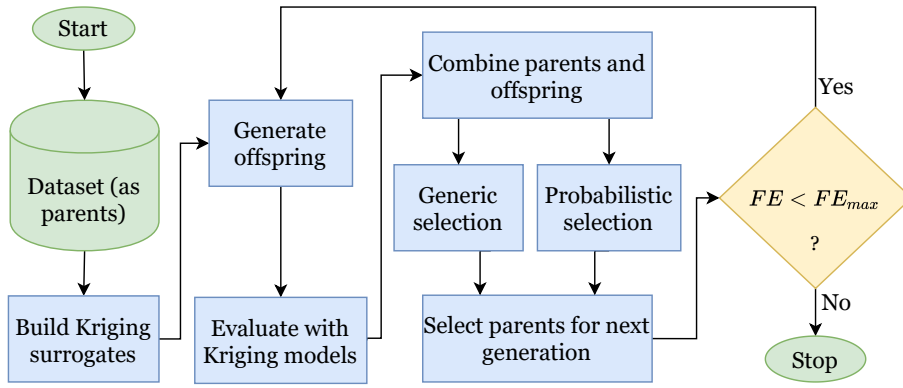 Start
Dataset (as
parents)
Build Kriging
surrogates
Generate
offspring
Evaluate with
Kriging models
Combine parents and
offspring
Generic
selection
Probabilistic
selection
Select parents for next
generation
Yes
FE < FE_max
?
No
Stop